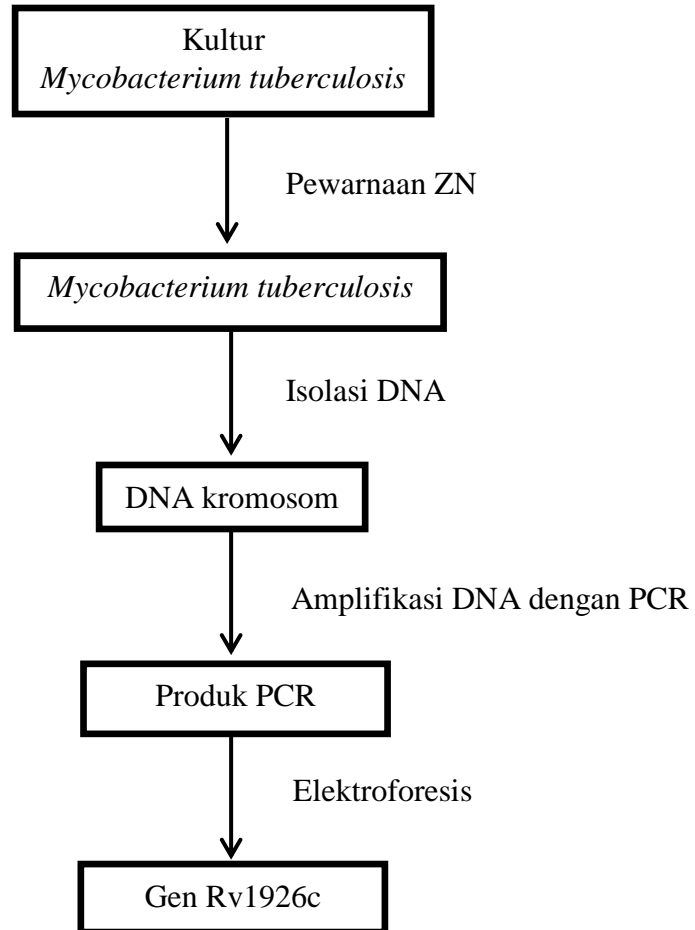 Kultur
Mycobacterium tuberculosis
Pewarnaan ZN
Mycobacterium tuberculosis
Isolasi DNA
DNA kromosom
Amplifikasi DNA dengan PCR
Produk PCR
Elektroforesis
Gen Rv1926c